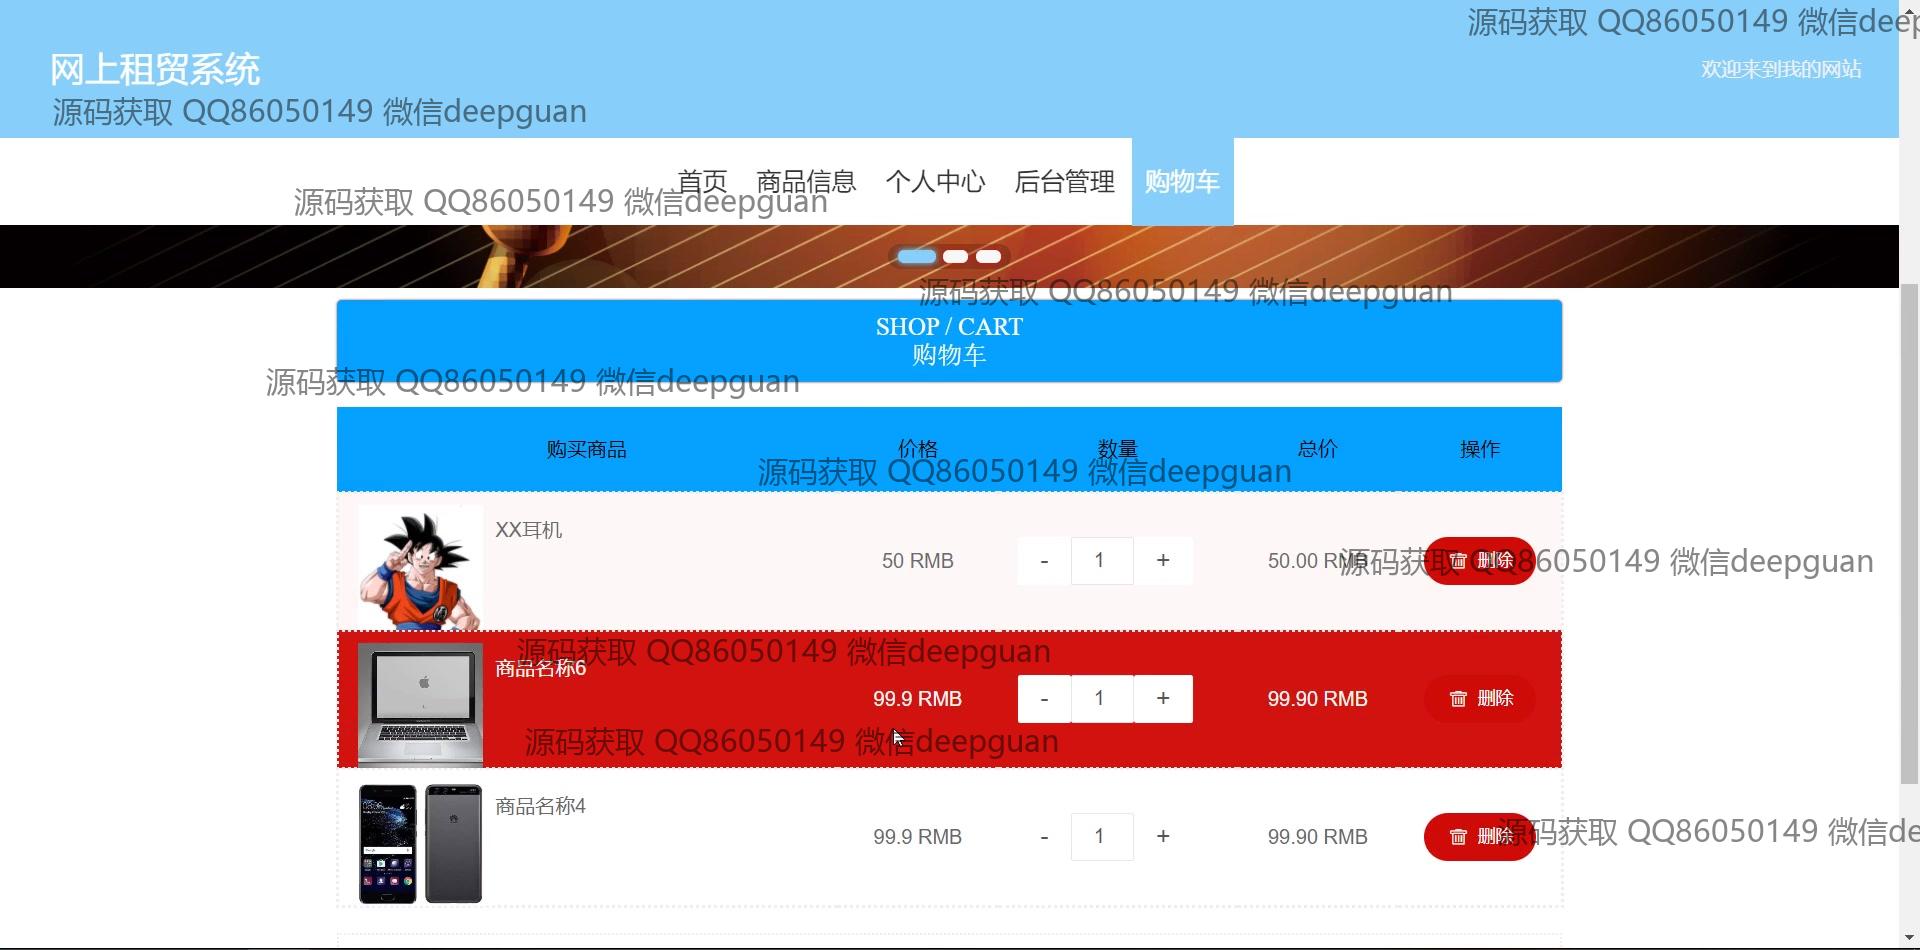 源码获取 QQ86050149 微信deep
网上租贸系统
欢迎来到我的网站
源码获取 QQ86050149 微信deepguan
首页 商品信息 个人中心 后台管理 购物车
源码获取 QQ86050149 微信deepguan
源码获取 QQ86050149 微信deepguan
SHOP / CART
购物车
源码获取 QQ86050149 微信deepguan
购买商品 价格 数量 总价 操作
源码获取 QQ86050149 微信deepguan
XX耳机
50 RMB - 1 + 50.00 RMB 删除
源码获取 QQ86050149 微信deepguan
源码获取 QQ86050149 微信deepguan
商品名称6
99.9 RMB - 1 + 99.90 RMB 删除
源码获取 QQ86050149 微信deepguan
商品名称4
99.9 RMB - 1 + 99.90 RMB 删除
源码获取 QQ86050149 微信de